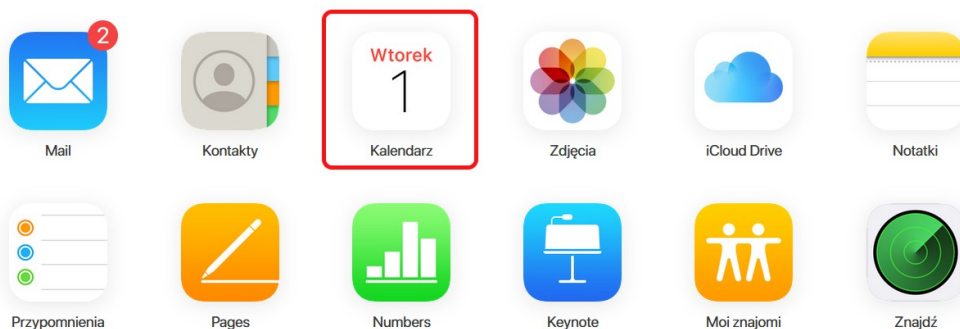 2
Wtorek
1
Mail
Kontakty
Kalendarz
Zdjęcia
iCloud Drive
Notatki
Przypomnienia
Pages
Numbers
Keynote
Moi znajomi
Znajdź